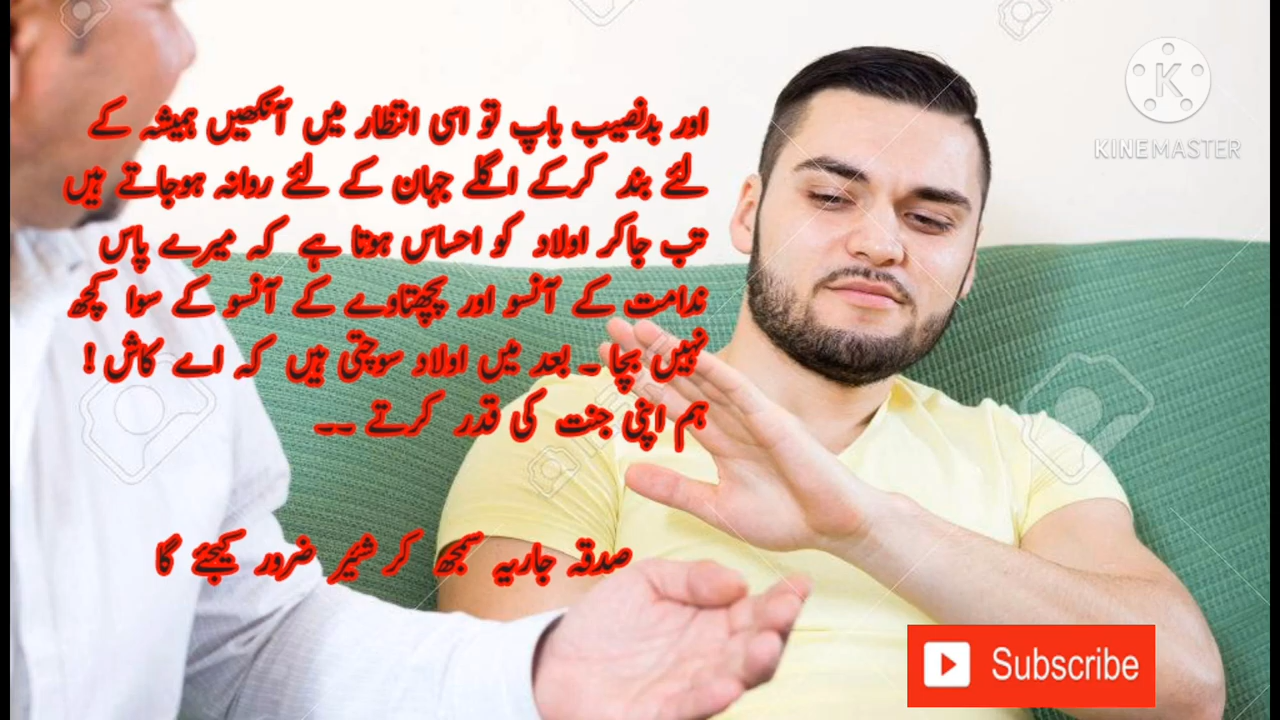 اور بدنصیب باپ تو اسی انتظار میں آنکھیں ہمیشہ کے
لئے بند کرکے اگلے جہان کے لئے روانہ ہوجاتے ہیں
تب جاکر اولاد کو احساس ہوتا ہے کہ میرے پاس
ندامت کے آنسو اور پچھتاوے کے آنسو کے سوا کچھ
نہیں بچا ۔ بعد میں اولاد سوچتی ہیں کہ اے کاش !
ہم اپنی جنت کی قدر کرتے ۔۔
صدقہ جاریہ سمجھ کر شئیر ضرور کیجئے گا
K
KINEMASTER
Subscribe